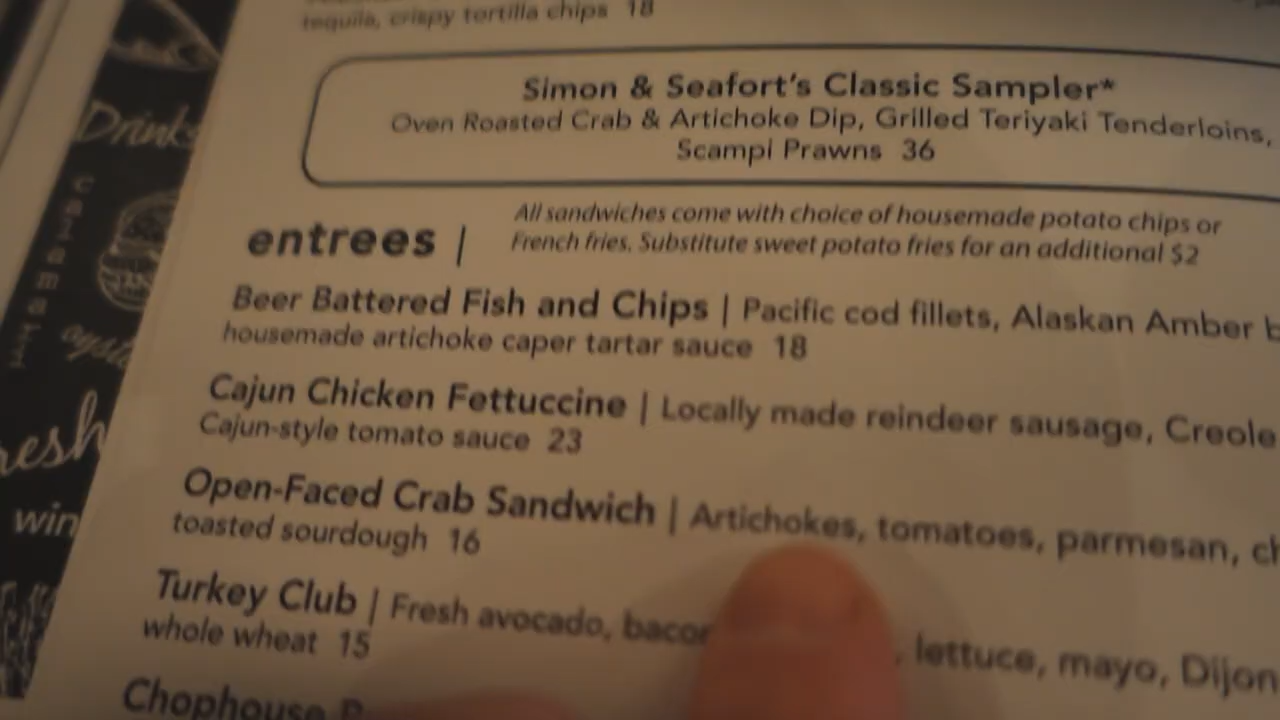 tequila, crispy tortilla chips 18
Simon & Seafort's Classic Sampler*
Oven Roasted Crab & Artichoke Dip, Grilled Teriyaki Tenderloins,
Scampi Prawns 36
entrees |
All sandwiches come with choice of housemade potato chips or
French fries. Substitute sweet potato fries for an additional $2
Beer Battered Fish and Chips | Pacific cod fillets, Alaskan Amber
housemade artichoke caper tartar sauce 18
Cajun Chicken Fettuccine | Locally made reindeer sausage, Creole
Cajun-style tomato sauce 23
Open-Faced Crab Sandwich | Artichokes, tomatoes, parmesan,
toasted sourdough 16
Turkey Club | Fresh avocado, , lettuce, mayo, Dijon
whole wheat 15
Chophouse
Drinks
calamari
win